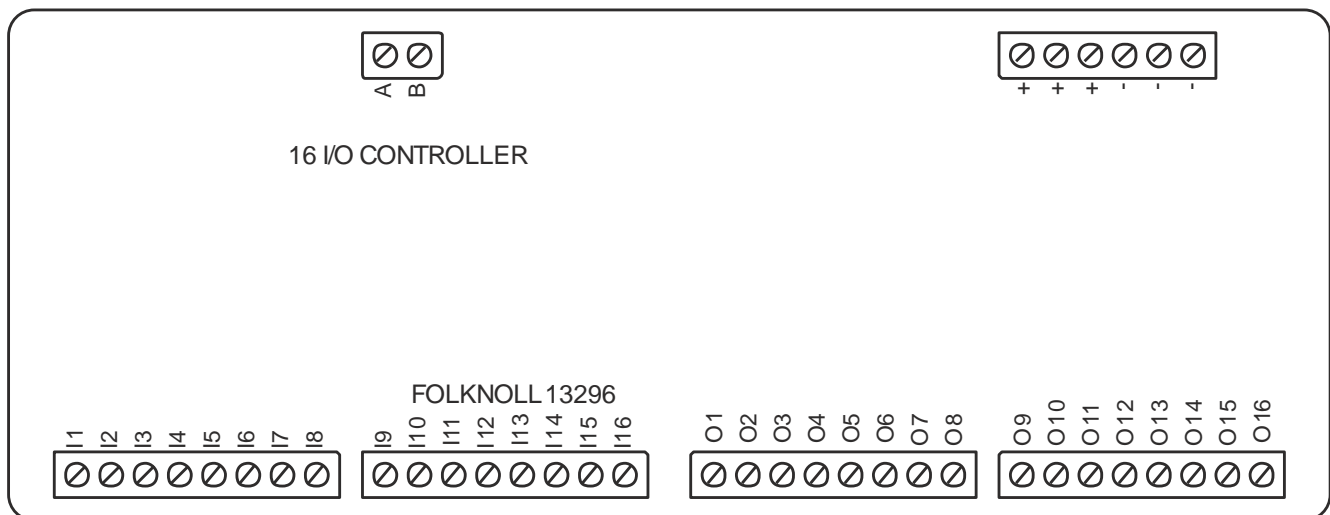 A B
+ + + - - -
16 I/O CONTROLLER
FOLKNOLL 13296
I1 I2 I3 I4 I5 I6 I7 I8
I9 I10 I11 I12 I13 I14 I15 I16
O1 O2 O3 O4 O5 O6 O7 O8
O9 O10 O11 O12 O13 O14 O15 O16